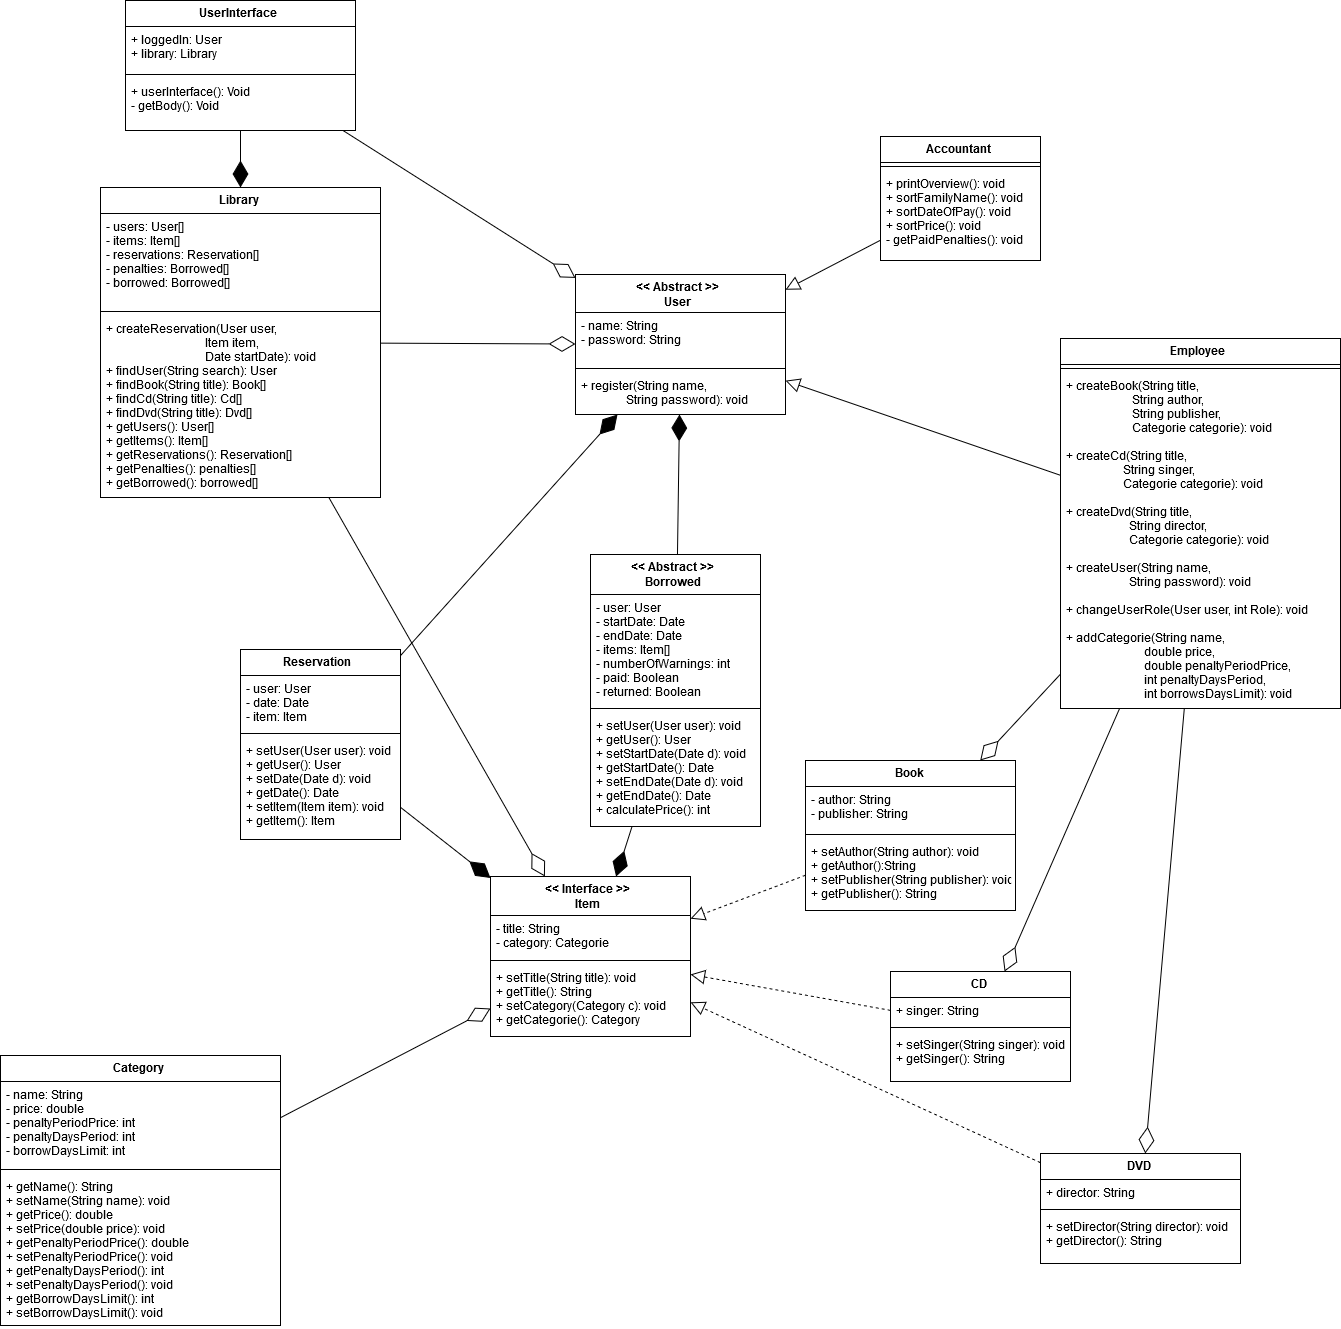 UserInterface
+ loggedIn: User
+ library: Library
+ userInterface(): Void
- getBody(): Void
Accountant
+ printOverview(): void
+ sortFamilyName(): void
+ sortDateOfPay(): void
+ sortPrice(): void
- getPaidPenalties(): void
Library
- users: User[]
- items: Item[]
- reservations: Reservation[]
- penalties: Borrowed[]
- borrowed: Borrowed[]
+ createReservation(User user,
Item item,
Date startDate): void
+ findUser(String search): User
+ findBook(String title): Book[]
+ findCd(String title): Cd[]
+ findDvd(String title): Dvd[]
+ getUsers(): User[]
+ getItems(): Item[]
+ getReservations(): Reservation[]
+ getPenalties(): penalties[]
+ getBorrowed(): borrowed[]
<< Abstract >>
User
- name: String
- password: String
+ register(String name,
String password): void
Employee
+ createBook(String title,
String author,
String publisher,
Categorie categorie): void
+ createCd(String title,
String singer,
Categorie categorie): void
+ createDvd(String title,
String director,
Categorie categorie): void
+ createUser(String name,
String password): void
+ changeUserRole(User user, int Role): void
+ addCategorie(String name,
double price,
double penaltyPeriodPrice,
int penaltyDaysPeriod,
int borrowsDaysLimit): void
<< Abstract >>
Borrowed
- user: User
- startDate: Date
- endDate: Date
- items: Item[]
- numberOfWarnings: int
- paid: Boolean
- returned: Boolean
+ setUser(User user): void
+ getUser(): User
+ setStartDate(Date d): void
+ getStartDate(): Date
+ setEndDate(Date d): void
+ getEndDate(): Date
+ calculatePrice(): int
Reservation
- user: User
- date: Date
- item: Item
+ setUser(User user): void
+ getUser(): User
+ setDate(Date d): void
+ getDate(): Date
+ setItem(Item item): void
+ getItem(): Item
Book
- author: String
- publisher: String
+ setAuthor(String author): void
+ getAuthor():String
+ setPublisher(String publisher): void
+ getPublisher(): String
<< Interface >>
Item
- title: String
- category: Categorie
+ setTitle(String title): void
+ getTitle(): String
+ setCategory(Category c): void
+ getCategorie(): Category
CD
+ singer: String
+ setSinger(String singer): void
+ getSinger(): String
Category
- name: String
- price: double
- penaltyPeriodPrice: int
- penaltyDaysPeriod: int
- borrowDaysLimit: int
+ getName(): String
+ setName(String name): void
+ getPrice(): double
+ setPrice(double price): void
+ getPenaltyPeriodPrice(): double
+ setPenaltyPeriodPrice(): void
+ getPenaltyDaysPeriod(): int
+ setPenaltyDaysPeriod(): void
+ getBorrowDaysLimit(): int
+ setBorrowDaysLimit(): void
DVD
+ director: String
+ setDirector(String director): void
+ getDirector(): String